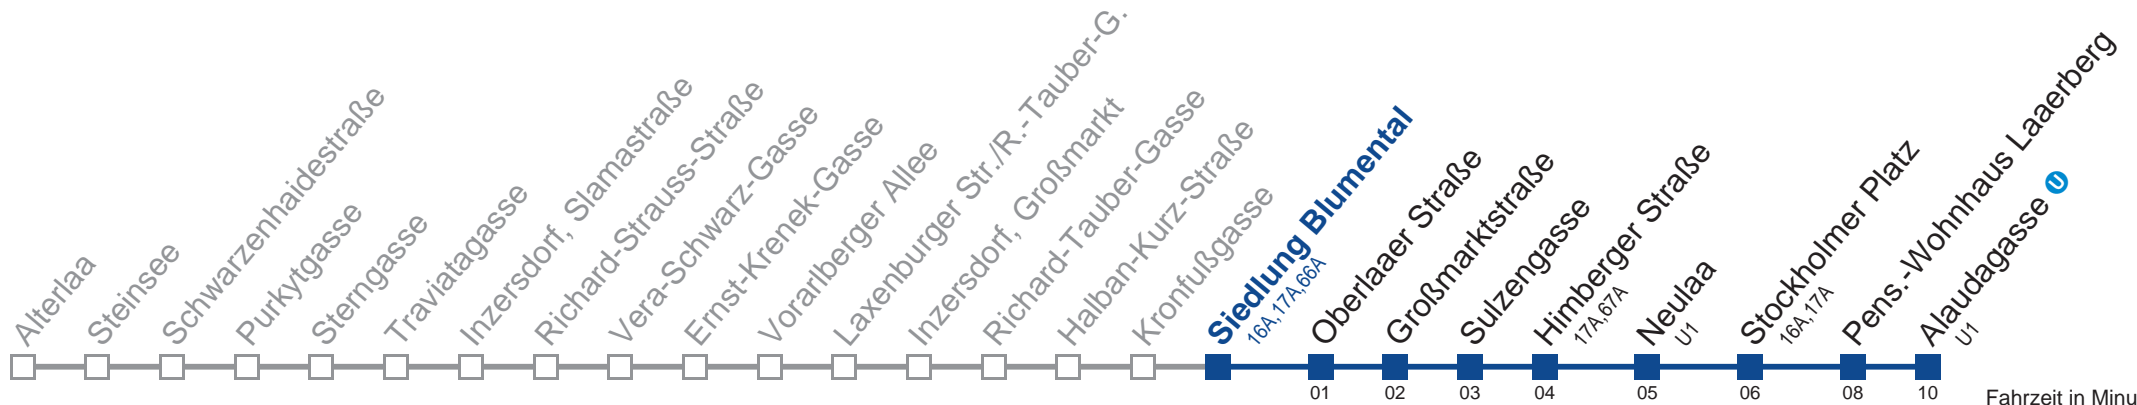 Alterlaa
Steinsee
Schwarzenhaidestraße
Purkytgasse
Sterngasse
Traviatagasse
Inzersdorf, Slamastraße
Richard-Strauss-Straße
Vera-Schwarz-Gasse
Ernst-Krenek-Gasse
Vorarlberger Allee
Laxenburger Str./R.-Tauber-G.
Inzersdorf, Großmarkt
Richard-Tauber-Gasse
Halban-Kurz-Straße
Kronfußgasse
Siedlung Blumental
16A,17A,66A
Oberlaaer Straße
Großmarktstraße
Sulzengasse
Himberger Straße
17A,67A
Neulaa
U1
Stockholmer Platz
16A,17A
Pens.-Wohnhaus Laaerberg
Alaudagasse U
U1
01 02 03 04 05 06 08 10
Fahrzeit in Minu